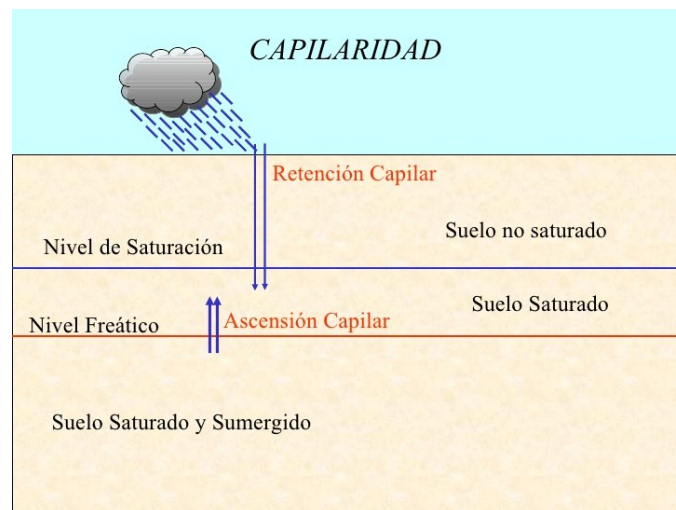 CAPILARIDAD
Retención Capilar
Suelo no saturado
Nivel de Saturación
Suelo Saturado
Ascensión Capilar
Nivel Freático
Suelo Saturado y Sumergido